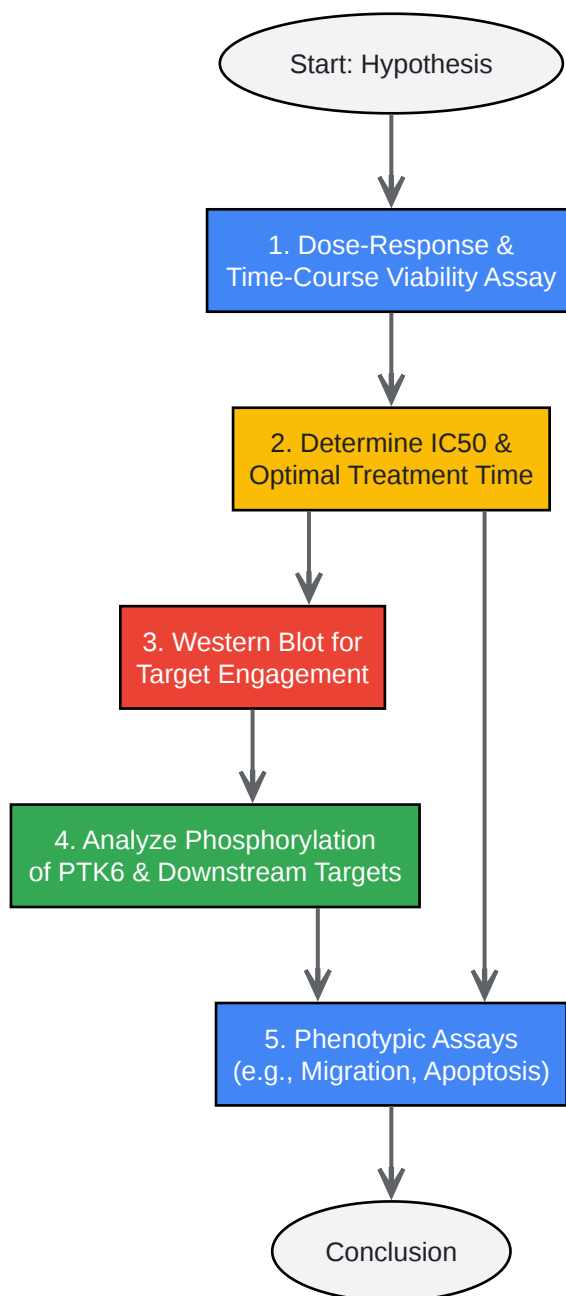 Start: Hypothesis
1. Dose-Response &
Time-Course Viability Assay
2. Determine IC50 &
Optimal Treatment Time
3. Western Blot for
Target Engagement
4. Analyze Phosphorylation
of PTK6 & Downstream Targets
5. Phenotypic Assays
(e.g., Migration, Apoptosis)
Conclusion